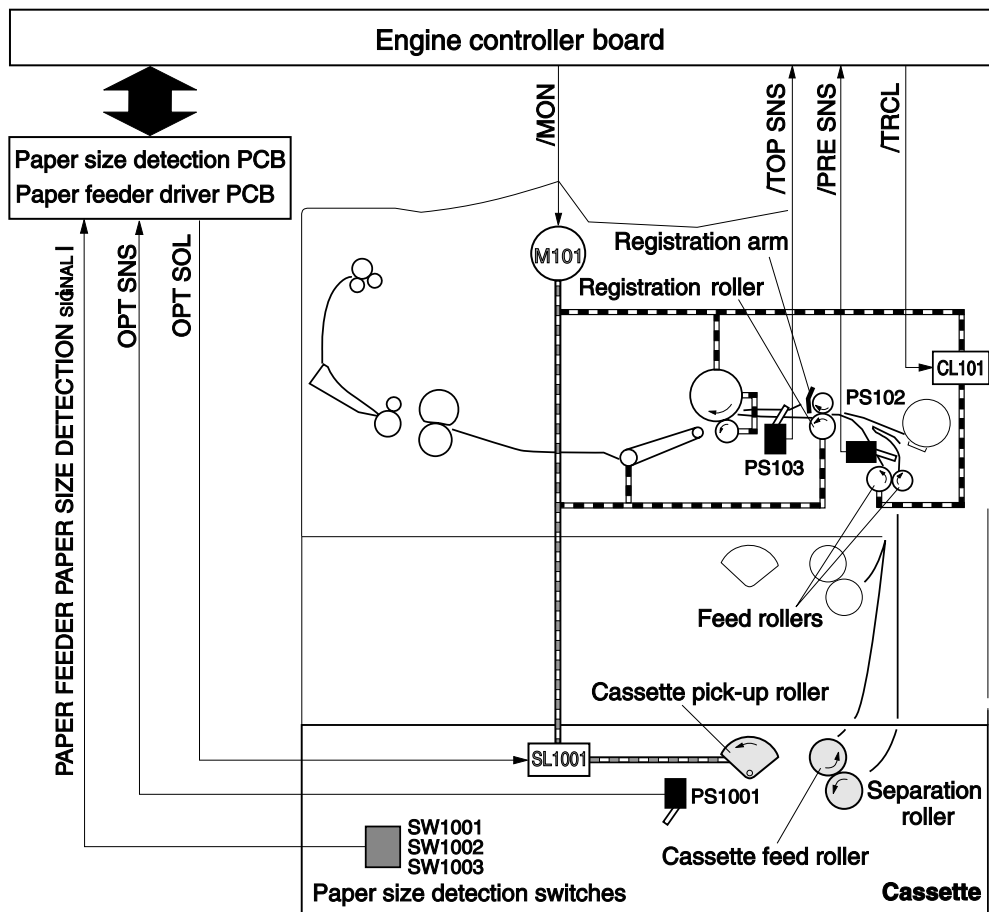 Engine controller board
/MON
/TOP SNS
/PRE SNS
/TRCL
Paper size detection PCB
Paper feeder driver PCB
PAPER FEEDER PAPER SIZE DETECTION SIGNAL I
OPT SNS
OPT SOL
M101
Registration arm
Registration roller
CL101
PS102
PS103
Feed rollers
Cassette pick-up roller
SL1001
PS1001
Separation
roller
SW1001
SW1002
SW1003
Cassette feed roller
Paper size detection switches
Cassette